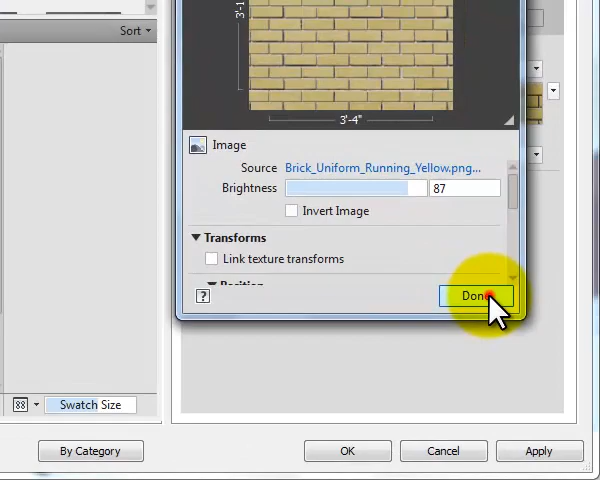 Sort
3'-1
3'-4"
Image
Source Brick_Uniform_Running_Yellow.png...
Brightness 87
Invert Image
Transforms
Link texture transforms
Position
? Done
Swatch Size
By Category OK Cancel Apply